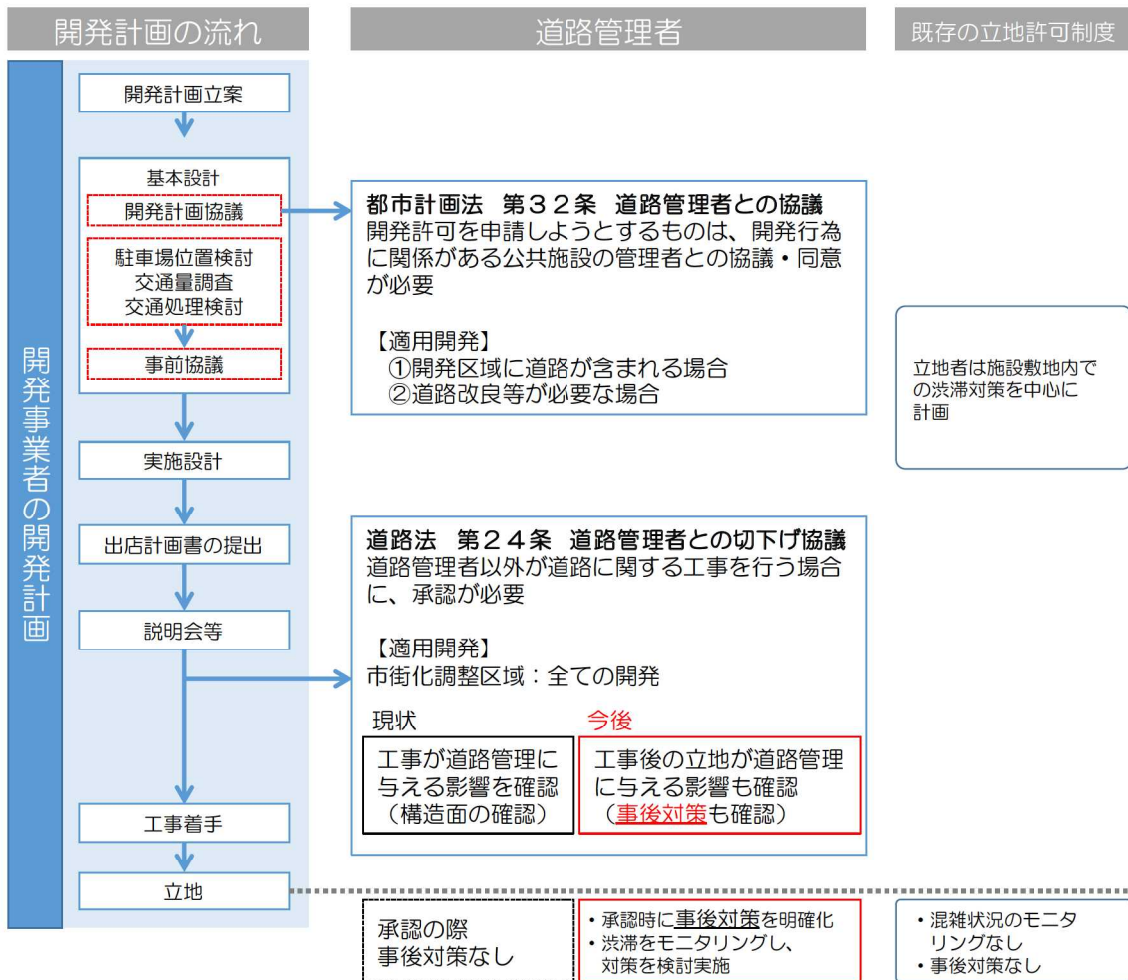 開発計画の流れ
道路管理者
既存の立地許可制度
開発事業者の開発計画
開発計画立案
基本設計
開発計画協議
駐車場位置検討
交通量調査
交通処理検討
事前協議
実施設計
出店計画書の提出
説明会等
工事着手
立地
都市計画法 第32条 道路管理者との協議
開発許可を申請しようとするものは、開発行為
に関係がある公共施設の管理者との協議・同意
が必要
【適用開発】
①開発区域に道路が含まれる場合
②道路改良等が必要な場合
立地者は施設敷地内で
の渋滞対策を中心に
計画
道路法 第24条 道路管理者との切下げ協議
道路管理者以外が道路に関する工事を行う場合
に、承認が必要
【適用開発】
市街化調整区域:全ての開発
現状
工事が道路管理に
与える影響を確認
(構造面の確認)
今後
工事後の立地が道路管理
に与える影響も確認
(事後対策も確認)
承認の際
事後対策なし
・承認時に事後対策を明確化
・渋滞をモニタリングし、
対策を検討実施
・混雑状況のモニタ
リングなし
・事後対策なし